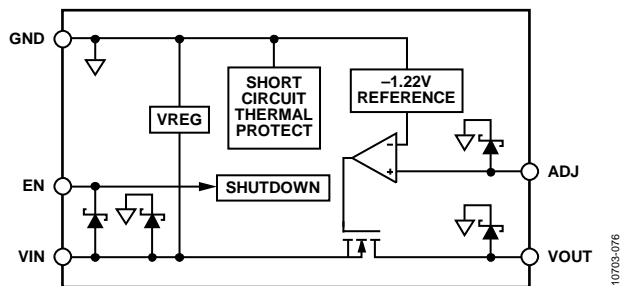 GND
SHORT
CIRCUIT
THERMAL
PROTECT
–1.22V
REFERENCE
VREG
–
+
ADJ
EN
SHUTDOWN
VIN
VOUT
10703-076